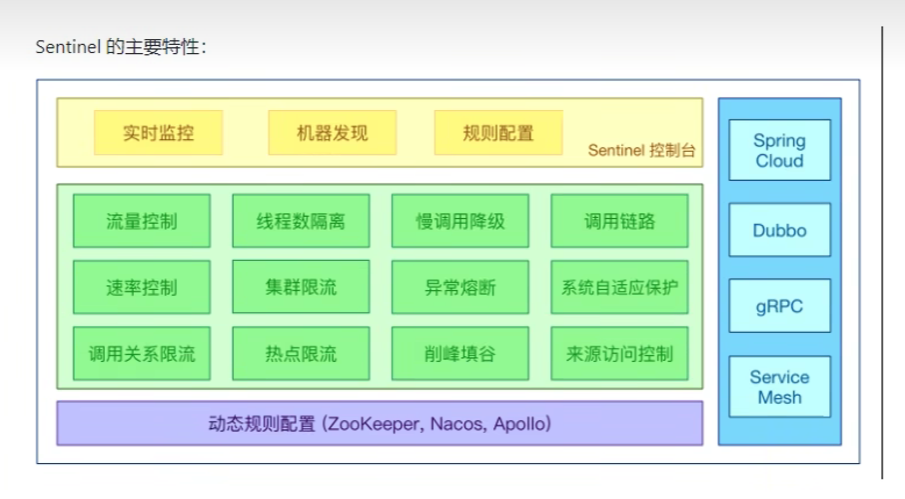 Sentinel 的主要特性：
实时监控
机器发现
规则配置
Sentinel 控制台
流量控制
线程数隔离
慢调用降级
调用链路
速率控制
集群限流
异常熔断
系统自适应保护
调用关系限流
热点限流
削峰填谷
来源访问控制
动态规则配置 (ZooKeeper, Nacos, Apollo)
Spring
Cloud
Dubbo
gRPC
Service
Mesh